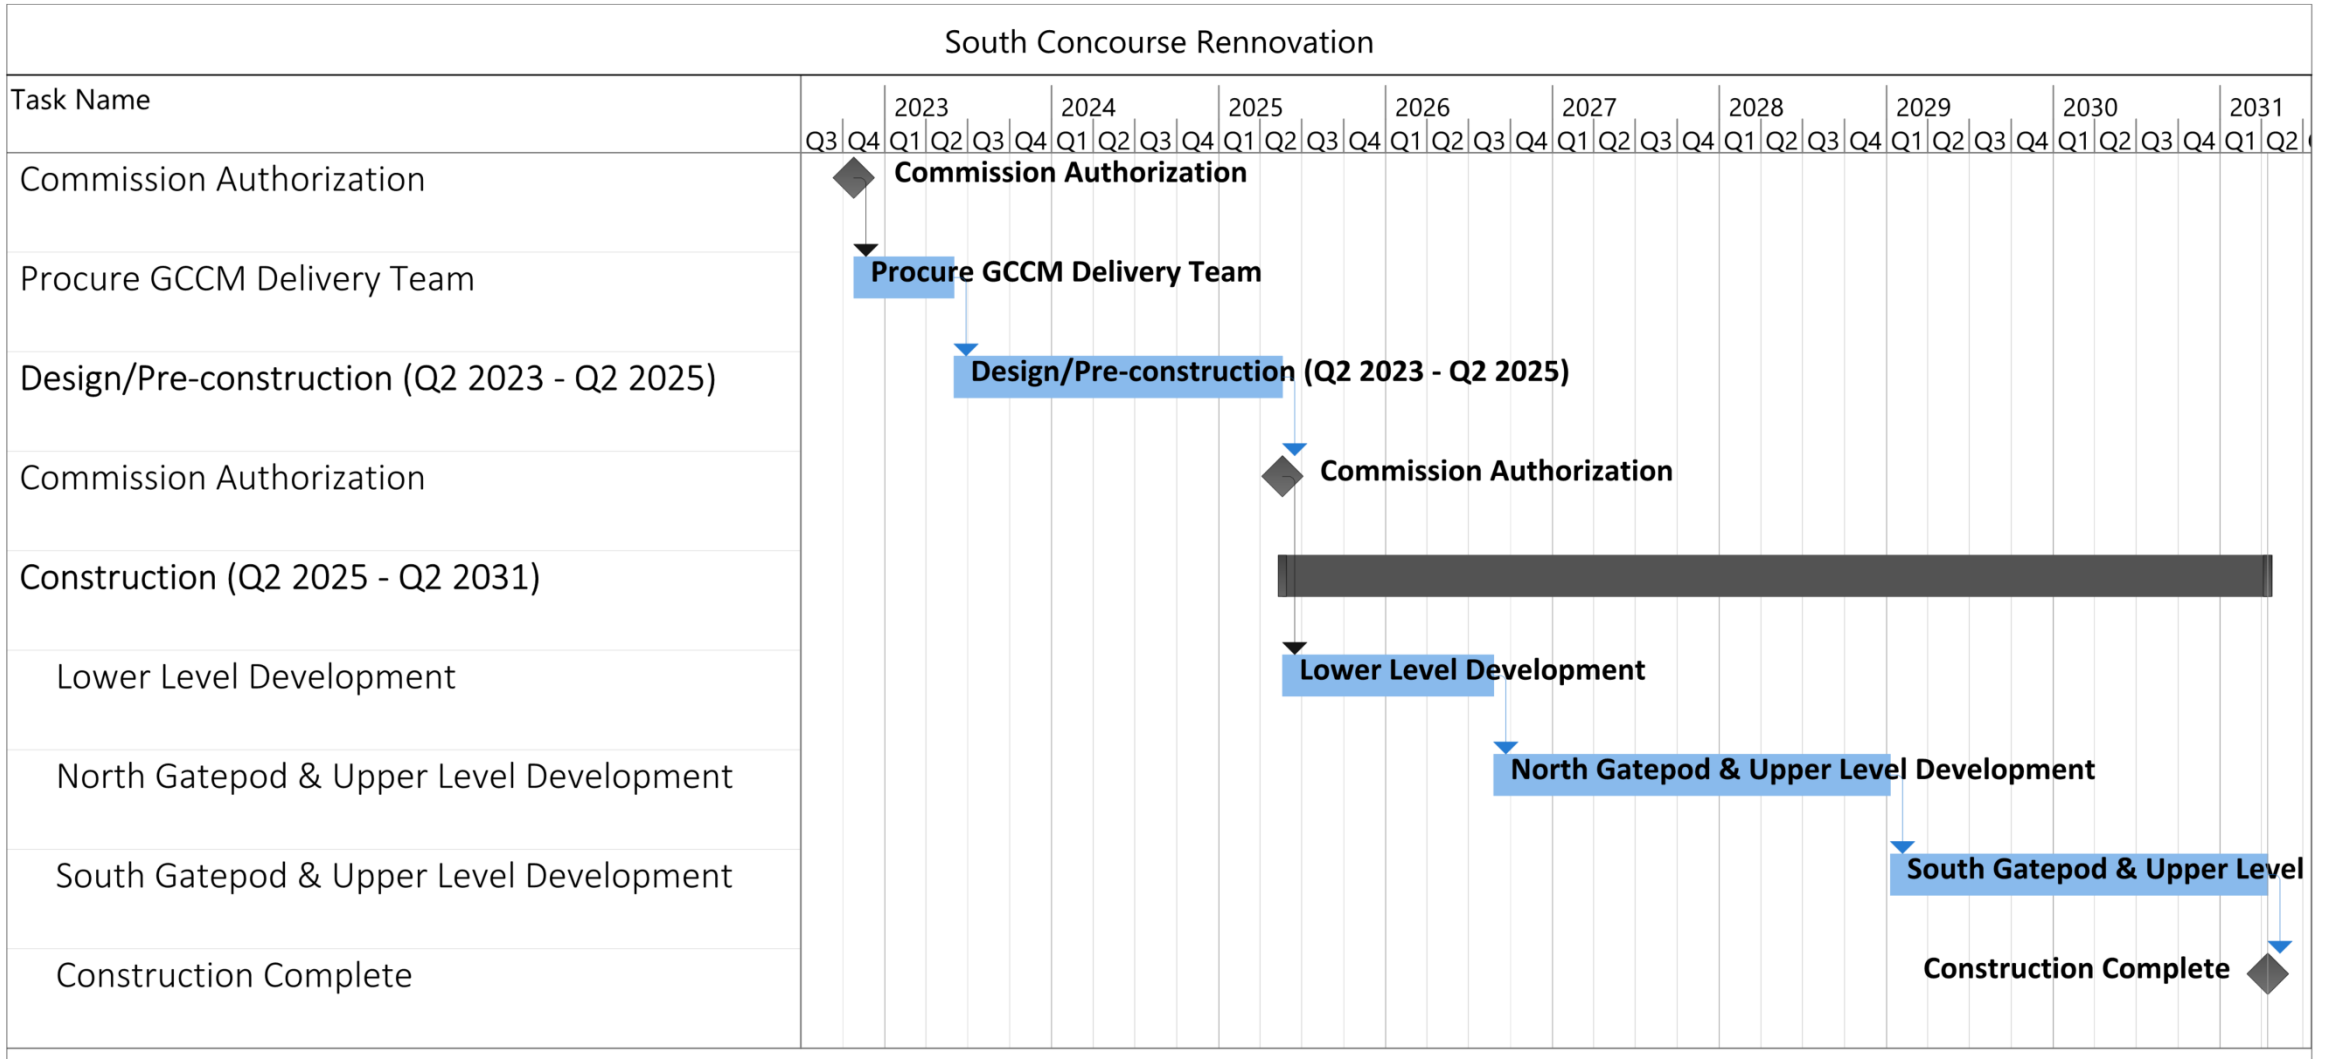 South Concourse Rennovation
Task Name
2023 2024 2025 2026 2027 2028 2029 2030 2031
Q3 Q4 Q1 Q2 Q3 Q4 Q1 Q2 Q3 Q4 Q1 Q2 Q3 Q4 Q1 Q2 Q3 Q4 Q1 Q2 Q3 Q4 Q1 Q2 Q3 Q4 Q1 Q2 Q3 Q4 Q1 Q2 Q3 Q4 Q1 Q2
Commission Authorization Commission Authorization
Procure GCCM Delivery Team Procure GCCM Delivery Team
Design/Pre-construction (Q2 2023 - Q2 2025) Design/Pre-construction (Q2 2023 - Q2 2025)
Commission Authorization Commission Authorization
Construction (Q2 2025 - Q2 2031)
Lower Level Development Lower Level Development
North Gatepod & Upper Level Development North Gatepod & Upper Level Development
South Gatepod & Upper Level Development South Gatepod & Upper Level
Construction Complete Construction Complete